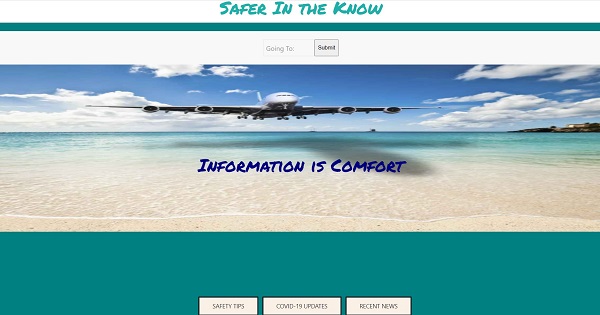 Safer In the Know
Going To: Submit
Information is Comfort
SAFETY TIPS COVID-19 UPDATES RECENT NEWS